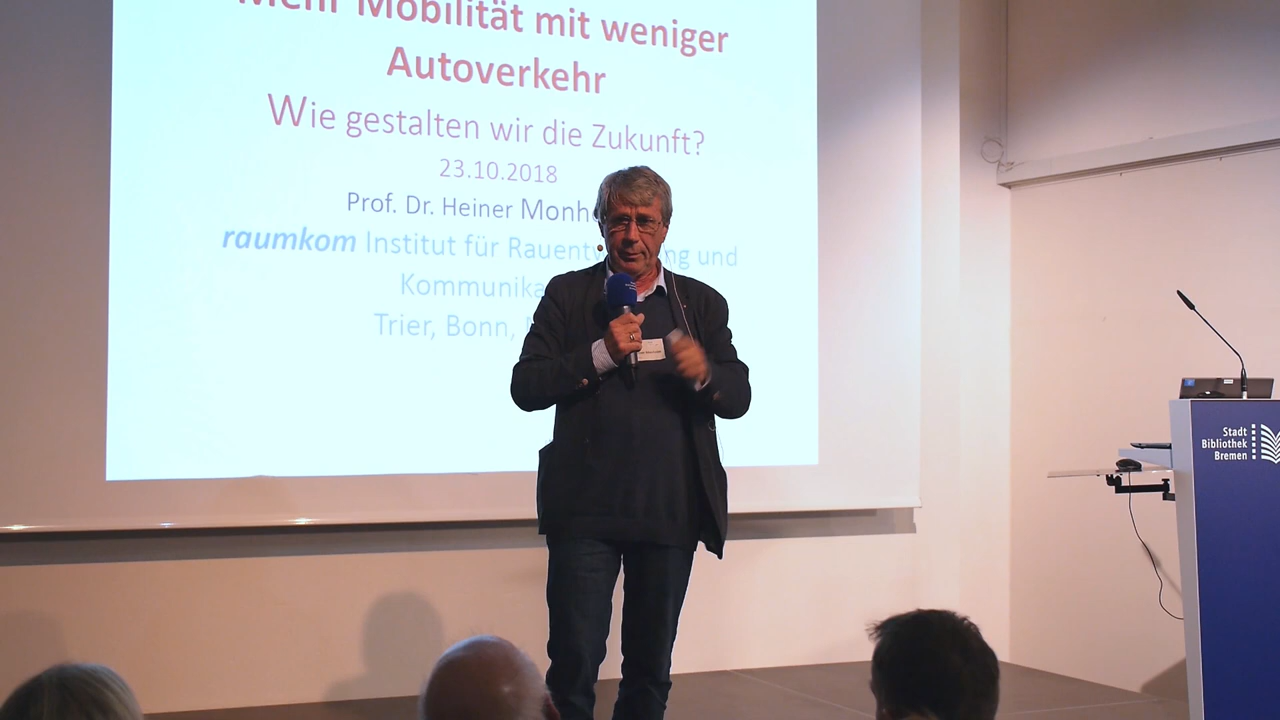 Mehr Mobilität mit weniger
Autoverkehr
Wie gestalten wir die Zukunft?
23.10.2018
Prof. Dr. Heiner
raumkom Institut für und
Trier, Bonn,
Stadt
Bibliothek
Bremen